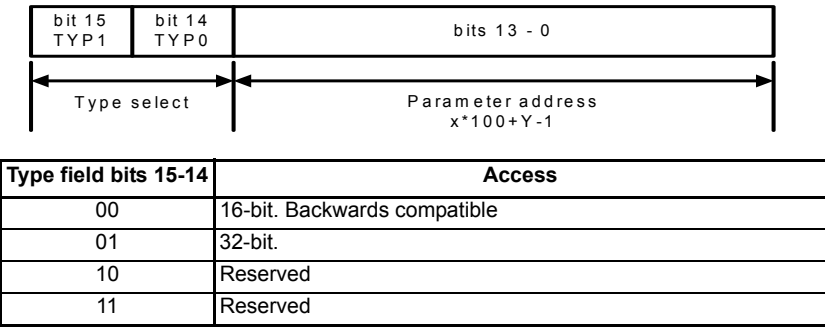 bit 15 bit 14 bits 13 - 0
TYP1 TYP0
Type select Parameter address
x*100+Y-1
Type field bits 15-14 Access
00 16-bit. Backwards compatible
01 32-bit.
10 Reserved
11 Reserved